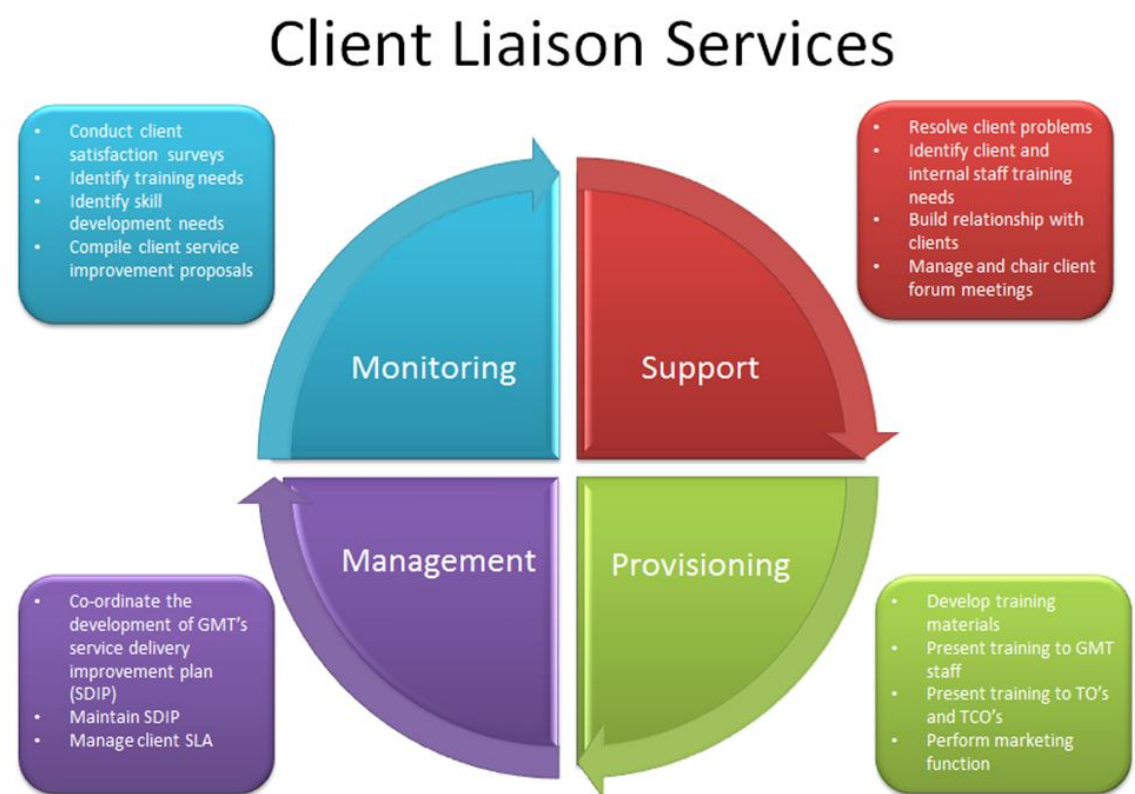 Client Liaison Services
• Conduct client
satisfaction surveys
• Identify training needs
• Identify skill
development needs
• Compile client service
improvement proposals
• Resolve client problems
• Identify client and
internal staff training
needs
• Build relationship with
clients
• Manage and chair client
forum meetings
Monitoring
Support
Management
Provisioning
• Co-ordinate the
development of GMT's
service delivery
improvement plan
(SDIP)
• Maintain SDIP
• Manage client SLA
• Develop training
materials
• Present training to GMT
staff
• Present training to TO's
and TCO's
• Perform marketing
function